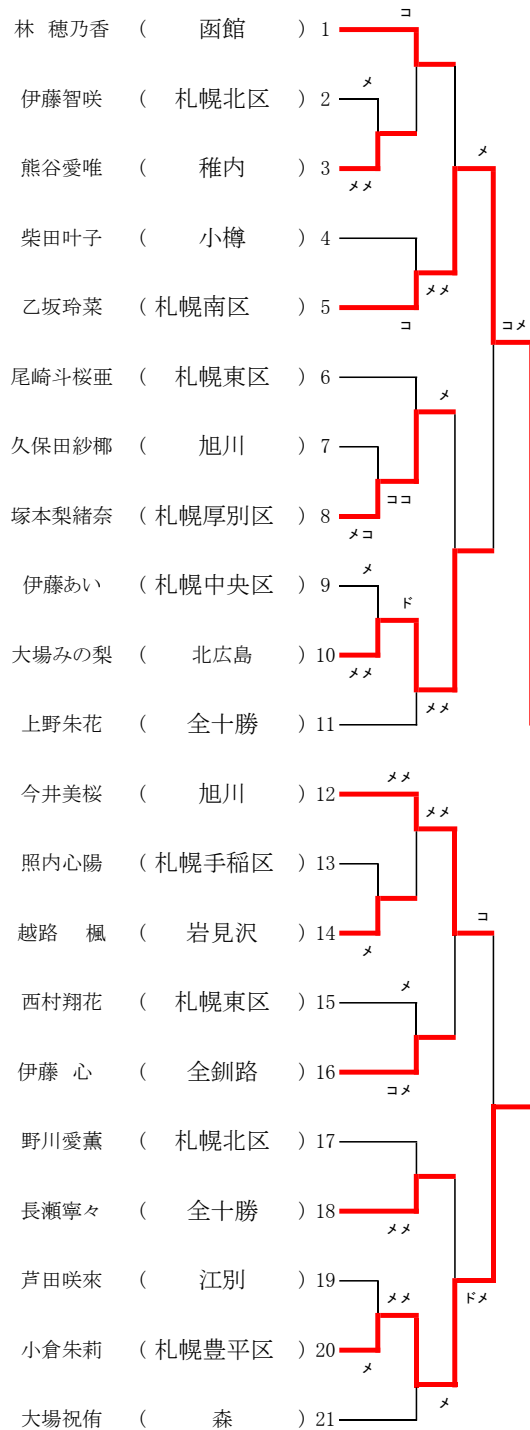 コ
林 穂乃香 ( 函館 ) 1
メ
伊藤智咲 ( 札幌北区 ) 2
メ
熊谷愛唯 ( 稚内 ) 3
メメ
柴田叶子 ( 小樽 ) 4
メメ
乙坂玲菜 ( 札幌南区 ) 5
コ コメ
尾崎斗桜亜 ( 札幌東区 ) 6
メ
久保田紗椰 ( 旭川 ) 7
ココ
塚本梨緒奈 ( 札幌厚別区 ) 8
メコ
メ
伊藤あい ( 札幌中央区 ) 9
ド
大場みの梨 ( 北広島 ) 10
メメ
メメ
上野朱花 ( 全十勝 ) 11
メメ
今井美桜 ( 旭川 ) 12
メメ
照内心陽 ( 札幌手稲区 ) 13
コ
越路 楓 ( 岩見沢 ) 14
メ
メ
西村翔花 ( 札幌東区 ) 15
伊藤 心 ( 全釧路 ) 16
コメ
野川愛薫 ( 札幌北区 ) 17
長瀬寧々 ( 全十勝 ) 18
メメ
芦田咲來 ( 江別 ) 19
メメ ドメ
小倉朱莉 ( 札幌豊平区 ) 20
メ
メ
大場祝侑 ( 森 ) 21